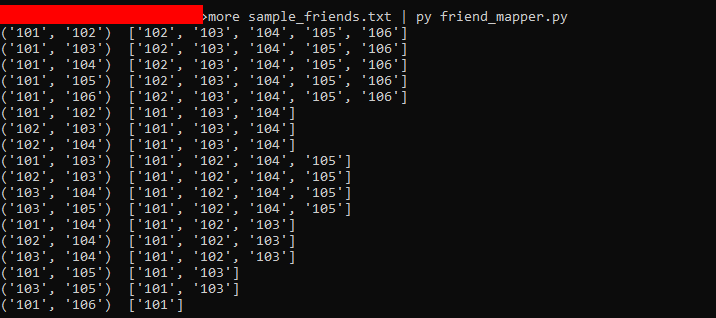 >more sample_friends.txt | py friend_mapper.py
('101', '102')  ['102', '103', '104', '105', '106']
('101', '103')  ['102', '103', '104', '105', '106']
('101', '104')  ['102', '103', '104', '105', '106']
('101', '105')  ['102', '103', '104', '105', '106']
('101', '106')  ['102', '103', '104', '105', '106']
('101', '102')  ['101', '103', '104']
('102', '103')  ['101', '103', '104']
('102', '104')  ['101', '103', '104']
('101', '103')  ['101', '102', '104', '105']
('102', '103')  ['101', '102', '104', '105']
('103', '104')  ['101', '102', '104', '105']
('103', '105')  ['101', '102', '104', '105']
('101', '104')  ['101', '102', '103']
('102', '104')  ['101', '102', '103']
('103', '104')  ['101', '102', '103']
('101', '105')  ['101', '103']
('103', '105')  ['101', '103']
('101', '106')  ['101']